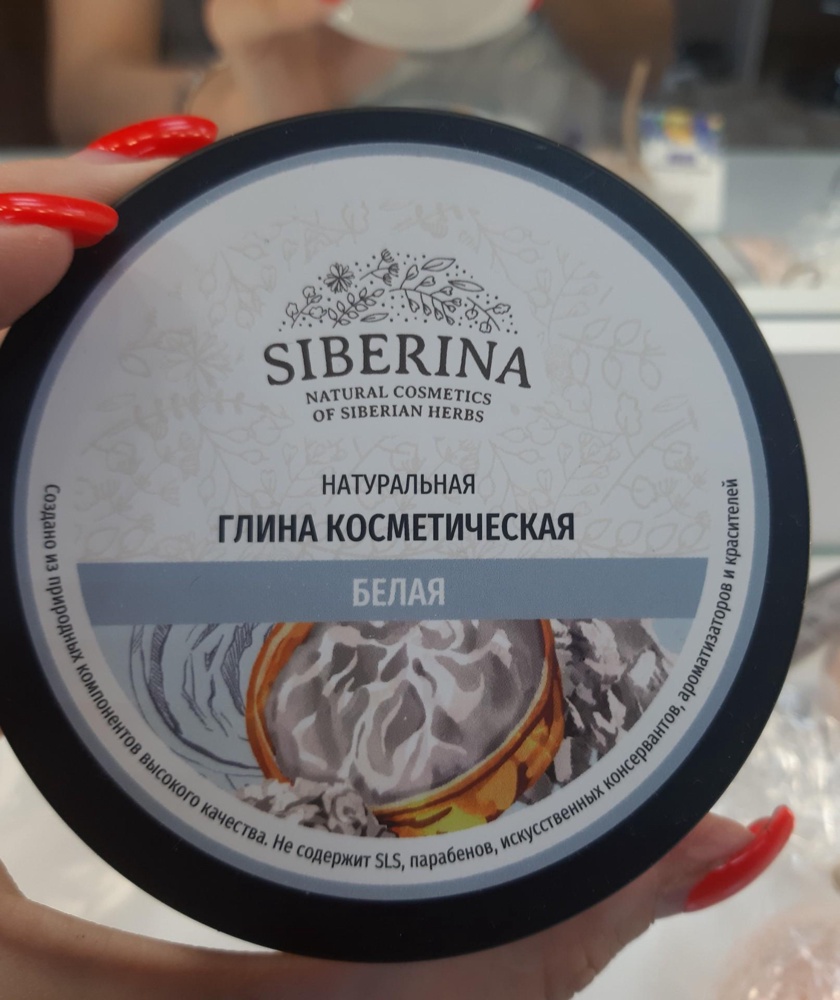 SIBERINA
NATURAL COSMETICS
OF SIBERIAN HERBS
НАТУРАЛЬНАЯ
ГЛИНА КОСМЕТИЧЕСКАЯ
БЕЛАЯ
Создано из природных компонентов высокого качества. Не содержит SLS, парабенов, искусственных консервантов, ароматизаторов и красителей